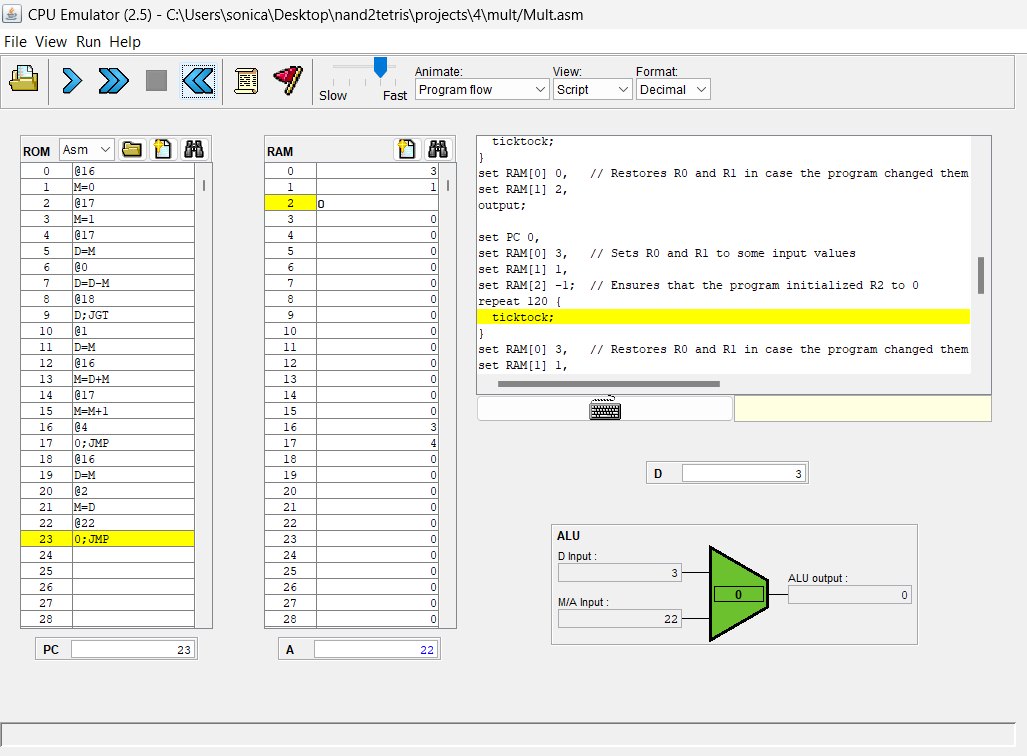 CPU Emulator (2.5) - C:\Users\sonica\Desktop\nand2tetris\projects\4\mult/Mult.asm
File View Run Help
Slow Fast
Animate: View: Format:
Program flow Script Decimal
ROM Asm
0 @16
1 M=0
2 @17
3 M=1
4 @17
5 D=M
6 @0
7 D=D-M
8 @18
9 D;JGT
10 @1
11 D=M
12 @16
13 M=D+M
14 @17
15 M=M+1
16 @4
17 0;JMP
18 @16
19 D=M
20 @2
21 M=D
22 @22
23 0;JMP
24
25
26
27
28
PC 23
RAM
0 3
1 1
2 0
3 0
4 0
5 0
6 0
7 0
8 0
9 0
10 0
11 0
12 0
13 0
14 0
15 0
16 3
17 4
18 0
19 0
20 0
21 0
22 0
23 0
24 0
25 0
26 0
27 0
28 0
A 22
ticktock;
}
set RAM[0] 0,   // Restores R0 and R1 in case the program changed them
set RAM[1] 2,
output;
set PC 0,
set RAM[0] 3,   // Sets R0 and R1 to some input values
set RAM[1] 1,
set RAM[2] -1;  // Ensures that the program initialized R2 to 0
repeat 120 {
ticktock;
}
set RAM[0] 3,   // Restores R0 and R1 in case the program changed them
set RAM[1] 1,
D 3
ALU
D Input :
3
M/A Input :
22
0
ALU output :
0